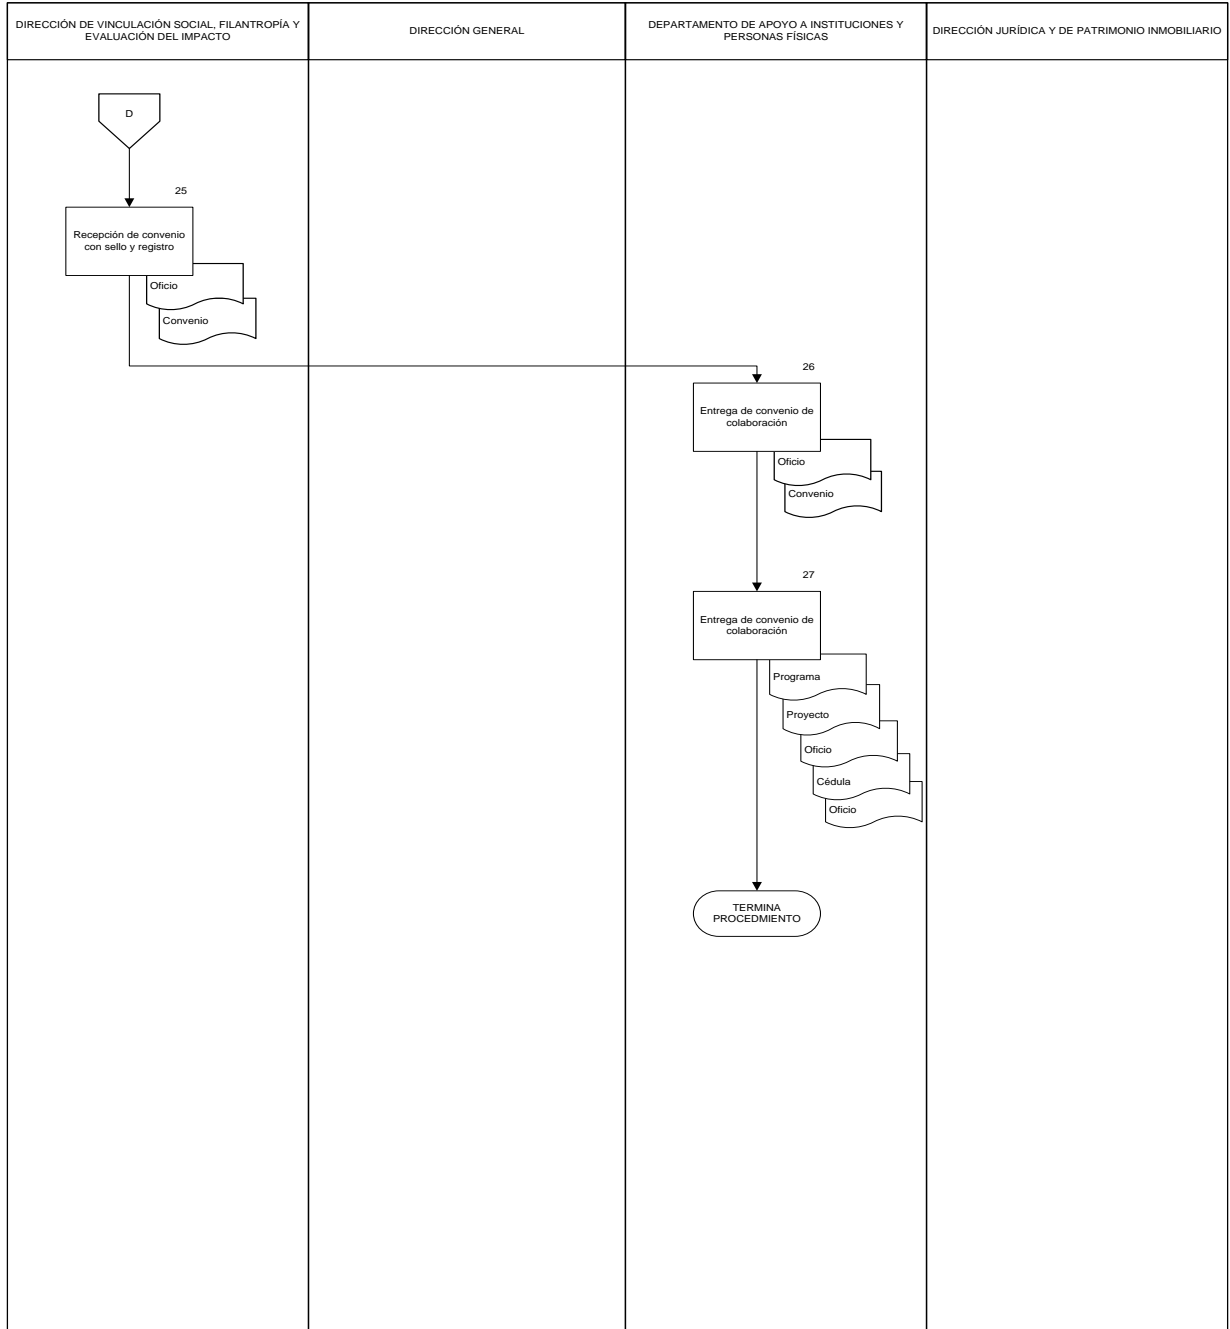 DIRECCIÓN DE VINCULACIÓN SOCIAL, FILANTROPÍA Y
EVALUACIÓN DEL IMPACTO
DIRECCIÓN GENERAL
DEPARTAMENTO DE APOYO A INSTITUCIONES Y
PERSONAS FÍSICAS
DIRECCIÓN JURÍDICA Y DE PATRIMONIO INMOBILIARIO
D
25
Recepción de convenio
con sello y registro
Oficio
Convenio
26
Entrega de convenio de
colaboración
Oficio
Convenio
27
Entrega de convenio de
colaboración
Programa
Proyecto
Oficio
Cédula
Oficio
TERMINA
PROCEDMIENTO